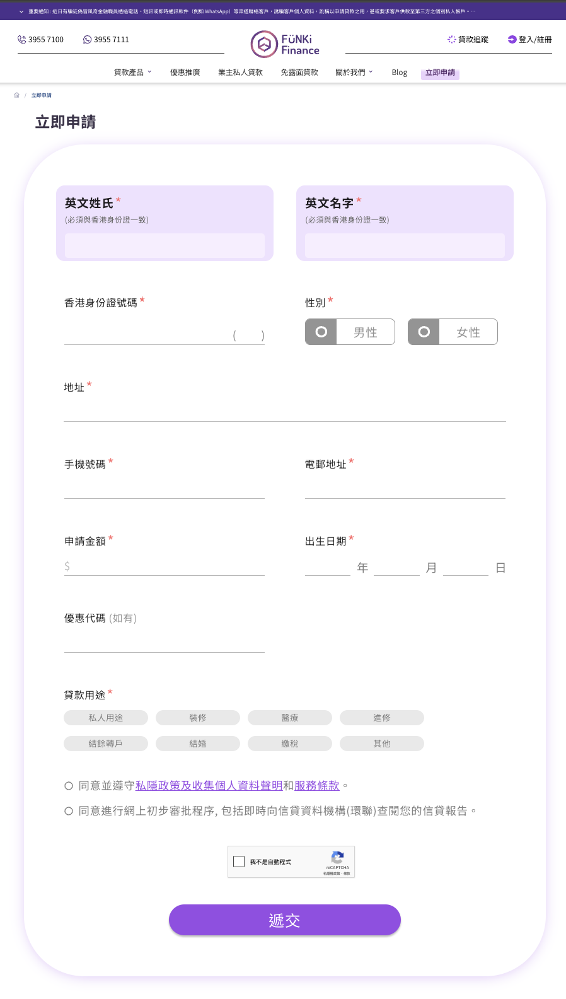 重要通知 : 近日有騙徒偽冒風奇金融職員透過電話、短訊或即時通訊軟件（例如 WhatsApp）等渠道聯絡客戶，誘騙客戶個人資料，訛稱以申請貸款之用，甚或要求客戶供款至第三方之個別私人帳戶。…
3955 7100
3955 7111
FüNKi
Finance
貸款追蹤
登入/註冊
貸款產品
優惠推廣
業主私人貸款
免露面貸款
關於我們
Blog
立即申請
/ 立即申請
立即申請
英文姓氏 *
(必須與香港身份證一致)
英文名字 *
(必須與香港身份證一致)
香港身份證號碼 *
( )
性別 *
男性
女性
地址 *
手機號碼 *
電郵地址 *
申請金額 *
$
出生日期 *
年 月 日
優惠代碼 (如有)
貸款用途 *
私人用途 裝修 醫療 進修
結餘轉戶 結婚 繳稅 其他
同意並遵守私隱政策及收集個人資料聲明和服務條款。
同意進行網上初步審批程序, 包括即時向信貸資料機構(環聯)查閱您的信貸報告。
我不是自動程式
reCAPTCHA
私隱權政策 - 條款
遞交